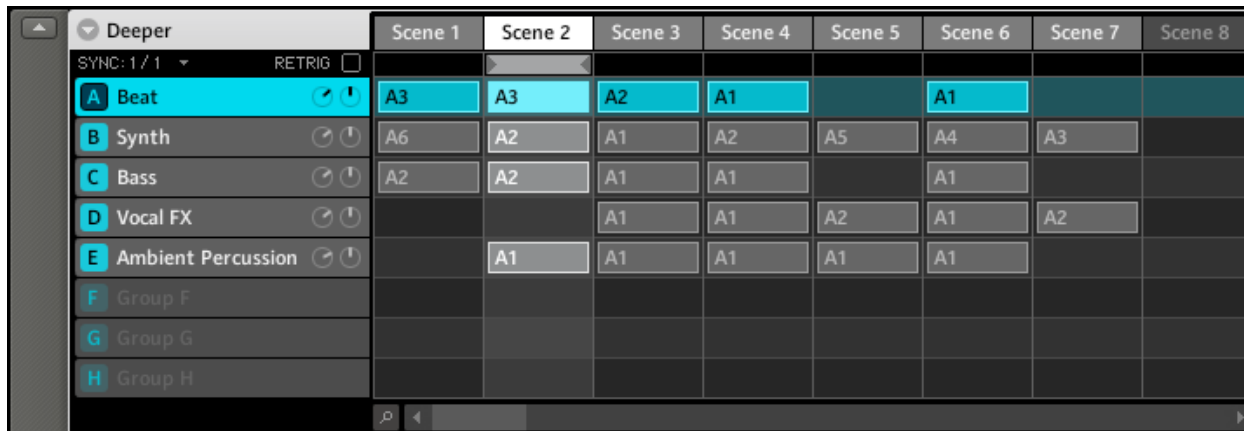 Deeper Scene 1 Scene 2 Scene 3 Scene 4 Scene 5 Scene 6 Scene 7 Scene 8
SYNC: 1 / 1 RETRIG
A Beat A3 A3 A2 A1 A1
B Synth A6 A2 A1 A2 A5 A4 A3
C Bass A2 A2 A1 A1 A1
D Vocal FX A1 A1 A2 A1 A2
E Ambient Percussion A1 A1 A1 A1 A1
F Group F
G Group G
H Group H